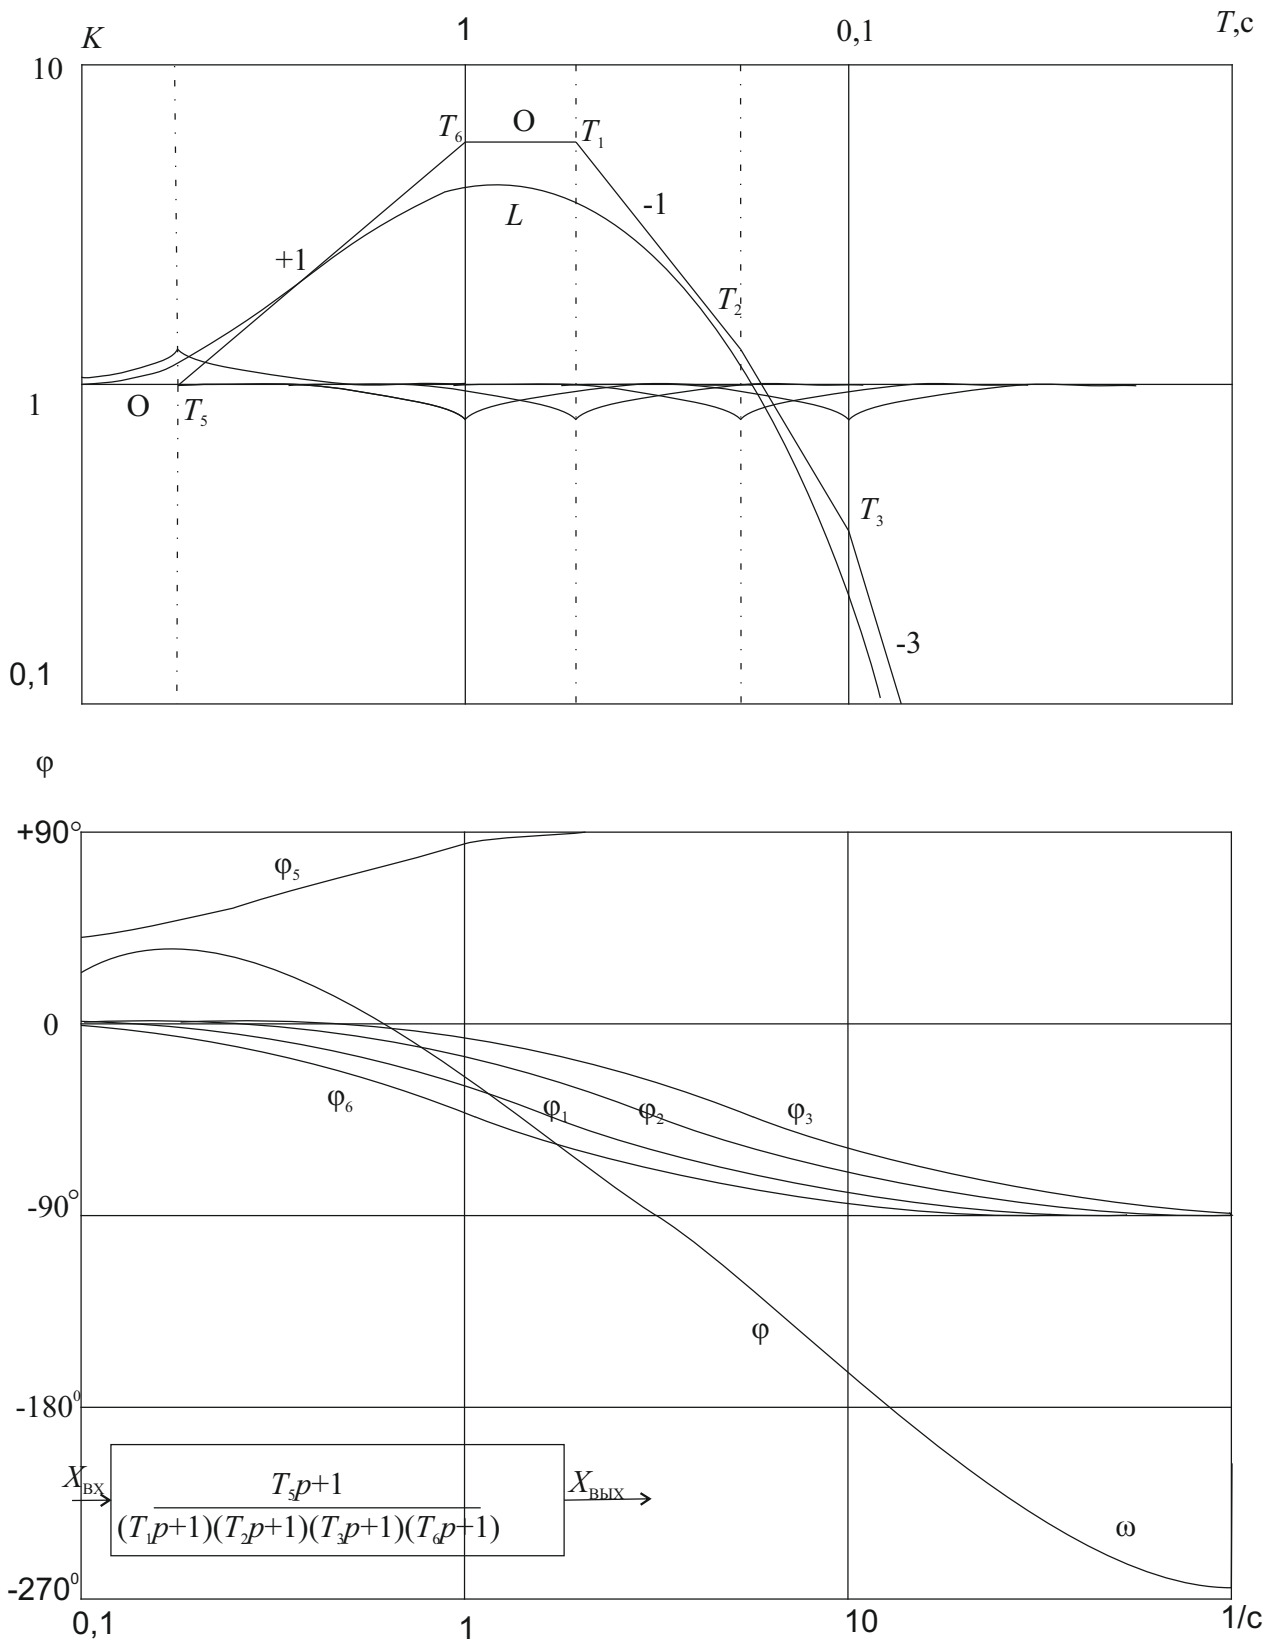 K 1 0,1 T,с
10
T₆ O T₁
L -1
+1
T₂
1 O T₅
T₃
-3
0,1
φ
+90°
φ₅
0
φ₆ φ₁ φ₂ φ₃
-90°
φ
-180⁰
X_ВХ T₅p+1 X_ВЫХ
(T₁p+1)(T₂p+1)(T₃p+1)(T₆p+1)
ω
-270⁰
0,1 1 10 1/с